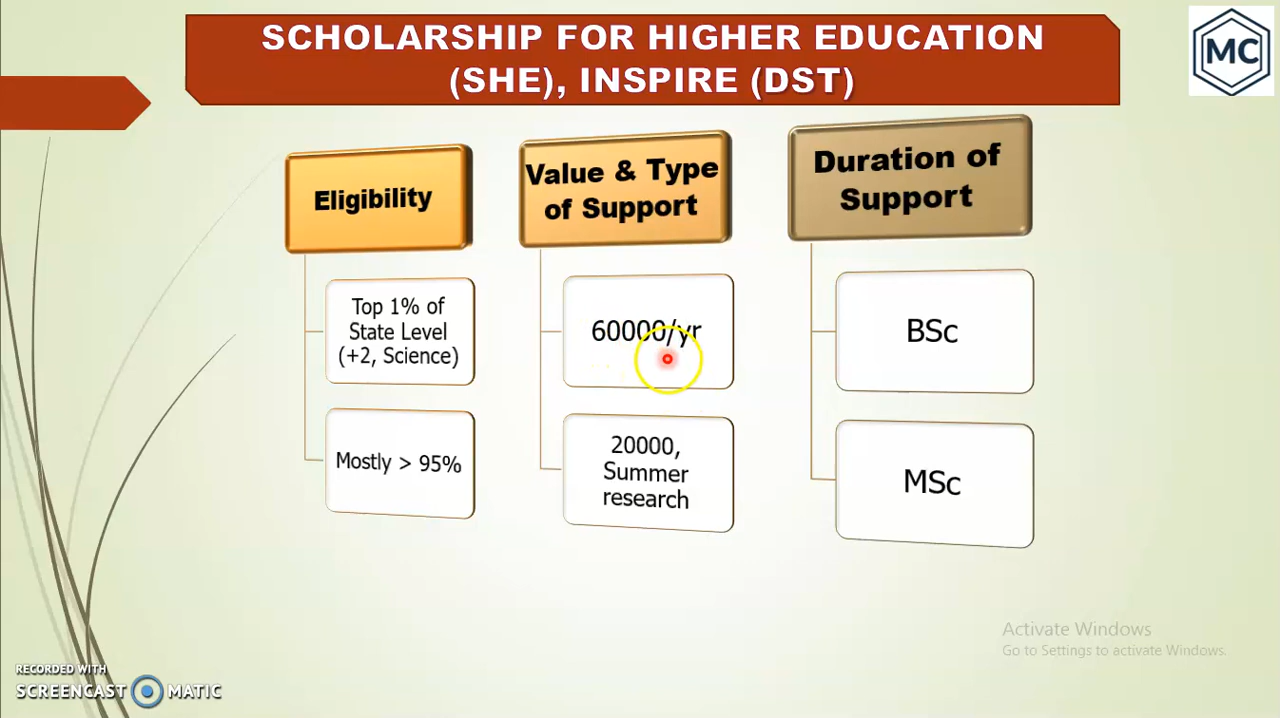 SCHOLARSHIP FOR HIGHER EDUCATION
(SHE), INSPIRE (DST)
MC
Eligibility
Top 1% of
State Level
(+2, Science)
Mostly > 95%
Value & Type
of Support
60000/yr
20000,
Summer
research
Duration of
Support
BSc
MSc
Activate Windows
Go to Settings to activate Windows.
RECORDED WITH
SCREENCAST MATIC